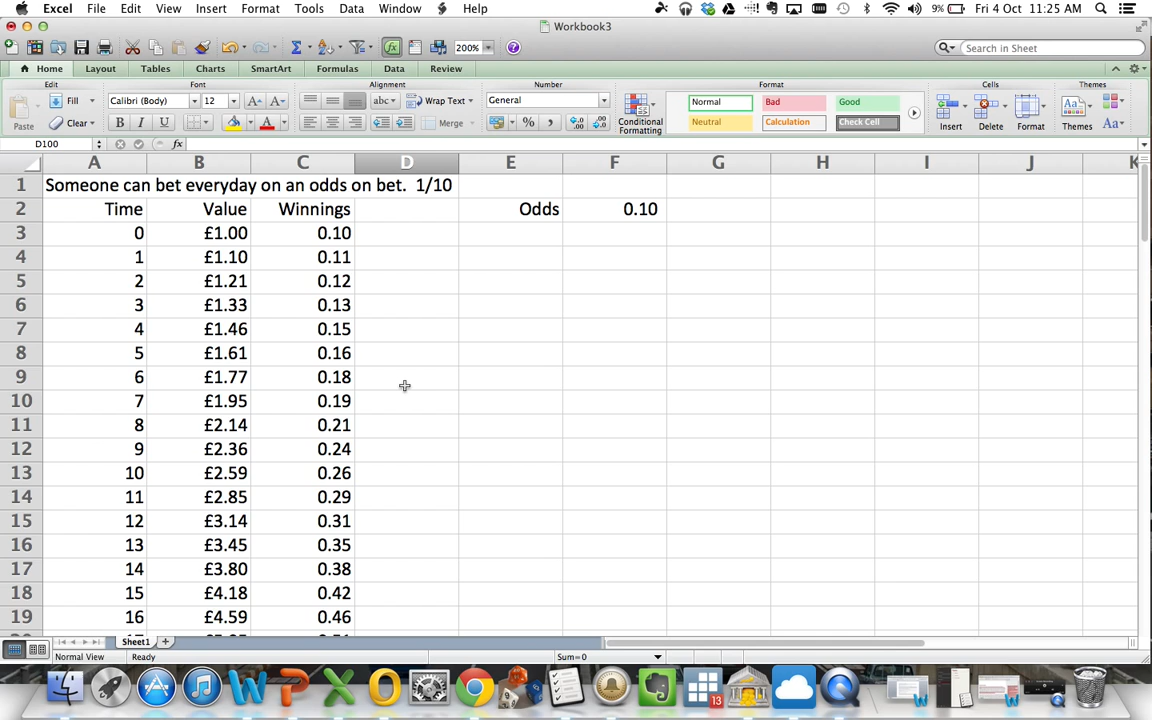 Excel File Edit View Insert Format Tools Data Window Help 9% Fri 4 Oct 11:25 AM
Workbook3
200% Search in Sheet
Home Layout Tables Charts SmartArt Formulas Data Review
Edit Font Alignment Number Format Cells Themes
Fill Calibri (Body) 12 abc Wrap Text General Normal Bad Good
Paste Clear B I U Merge % Conditional Formatting Neutral Calculation Check Cell Insert Delete Format Themes Aa
D100 fx
A B C D E F G H I J K
1 Someone can bet everyday on an odds on bet. 1/10
2 Time Value Winnings Odds 0.10
3 0 £1.00 0.10
4 1 £1.10 0.11
5 2 £1.21 0.12
6 3 £1.33 0.13
7 4 £1.46 0.15
8 5 £1.61 0.16
9 6 £1.77 0.18
10 7 £1.95 0.19
11 8 £2.14 0.21
12 9 £2.36 0.24
13 10 £2.59 0.26
14 11 £2.85 0.29
15 12 £3.14 0.31
16 13 £3.45 0.35
17 14 £3.80 0.38
18 15 £4.18 0.42
19 16 £4.59 0.46
Sheet1
Normal View Ready Sum=0
13